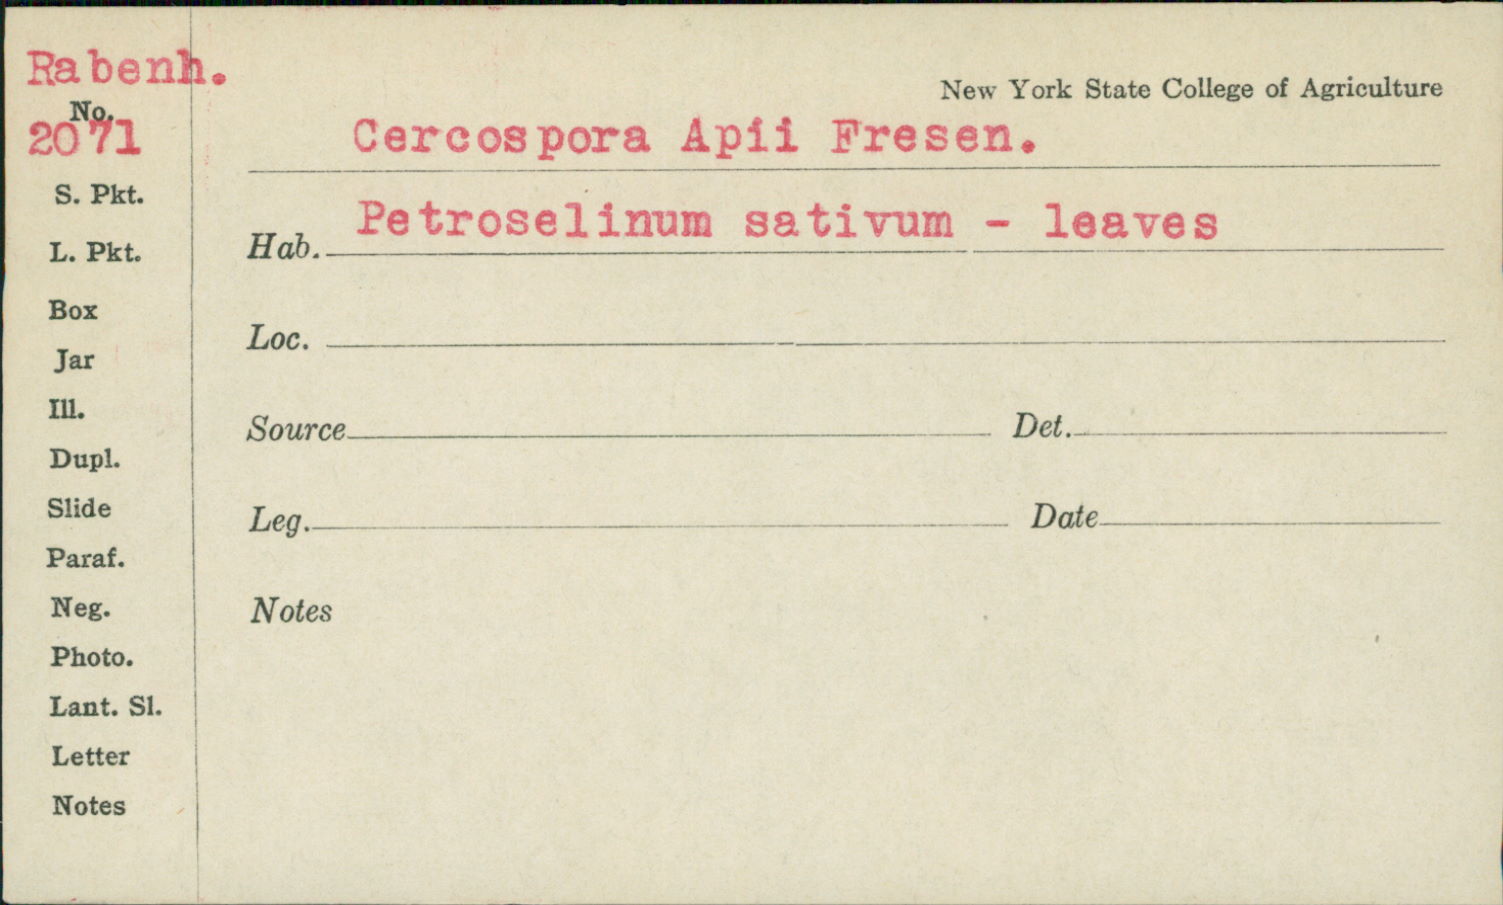 Rabenh.
New York State College of Agriculture
No.
2071
Cercospora Apii Fresen.
S. Pkt.
Hab. Petroselinum sativum - leaves
L. Pkt.
Box
Loc.
Jar
Ill.
Source Det.
Dupl.
Slide
Leg. Date
Paraf.
Neg.
Notes
Photo.
Lant. Sl.
Letter
Notes